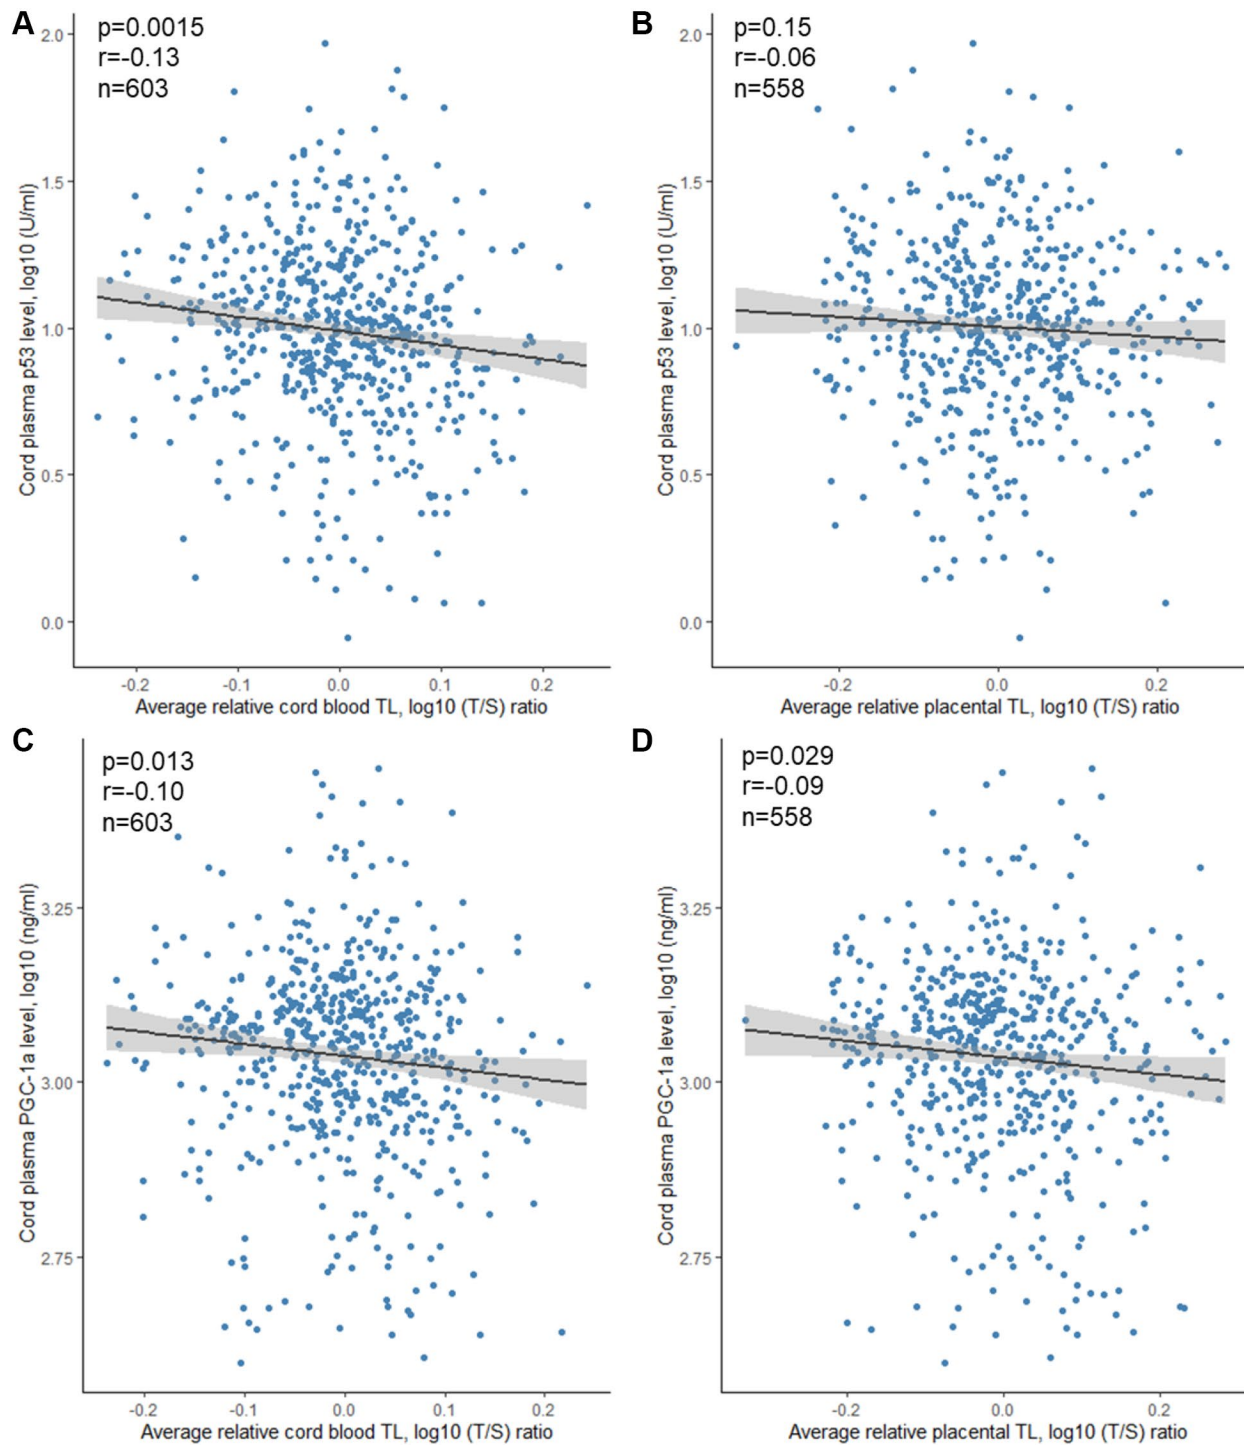 A
p=0.0015
r=-0.13
n=603
2.0
1.5
1.0
0.5
0.0
Cord plasma p53 level, log10 (U/ml)
-0.2
-0.1
0.0
0.1
0.2
Average relative cord blood TL, log10 (T/S) ratio
B
p=0.15
r=-0.06
n=558
2.0
1.5
1.0
0.5
0.0
Cord plasma p53 level, log10 (U/ml)
-0.2
0.0
0.2
Average relative placental TL, log10 (T/S) ratio
C
p=0.013
r=-0.10
n=603
3.25
3.00
2.75
Cord plasma PGC-1a level, log10 (ng/ml)
-0.2
-0.1
0.0
0.1
0.2
Average relative cord blood TL, log10 (T/S) ratio
D
p=0.029
r=-0.09
n=558
3.25
3.00
2.75
Cord plasma PGC-1a level, log10 (ng/ml)
-0.2
0.0
0.2
Average relative placental TL, log10 (T/S) ratio